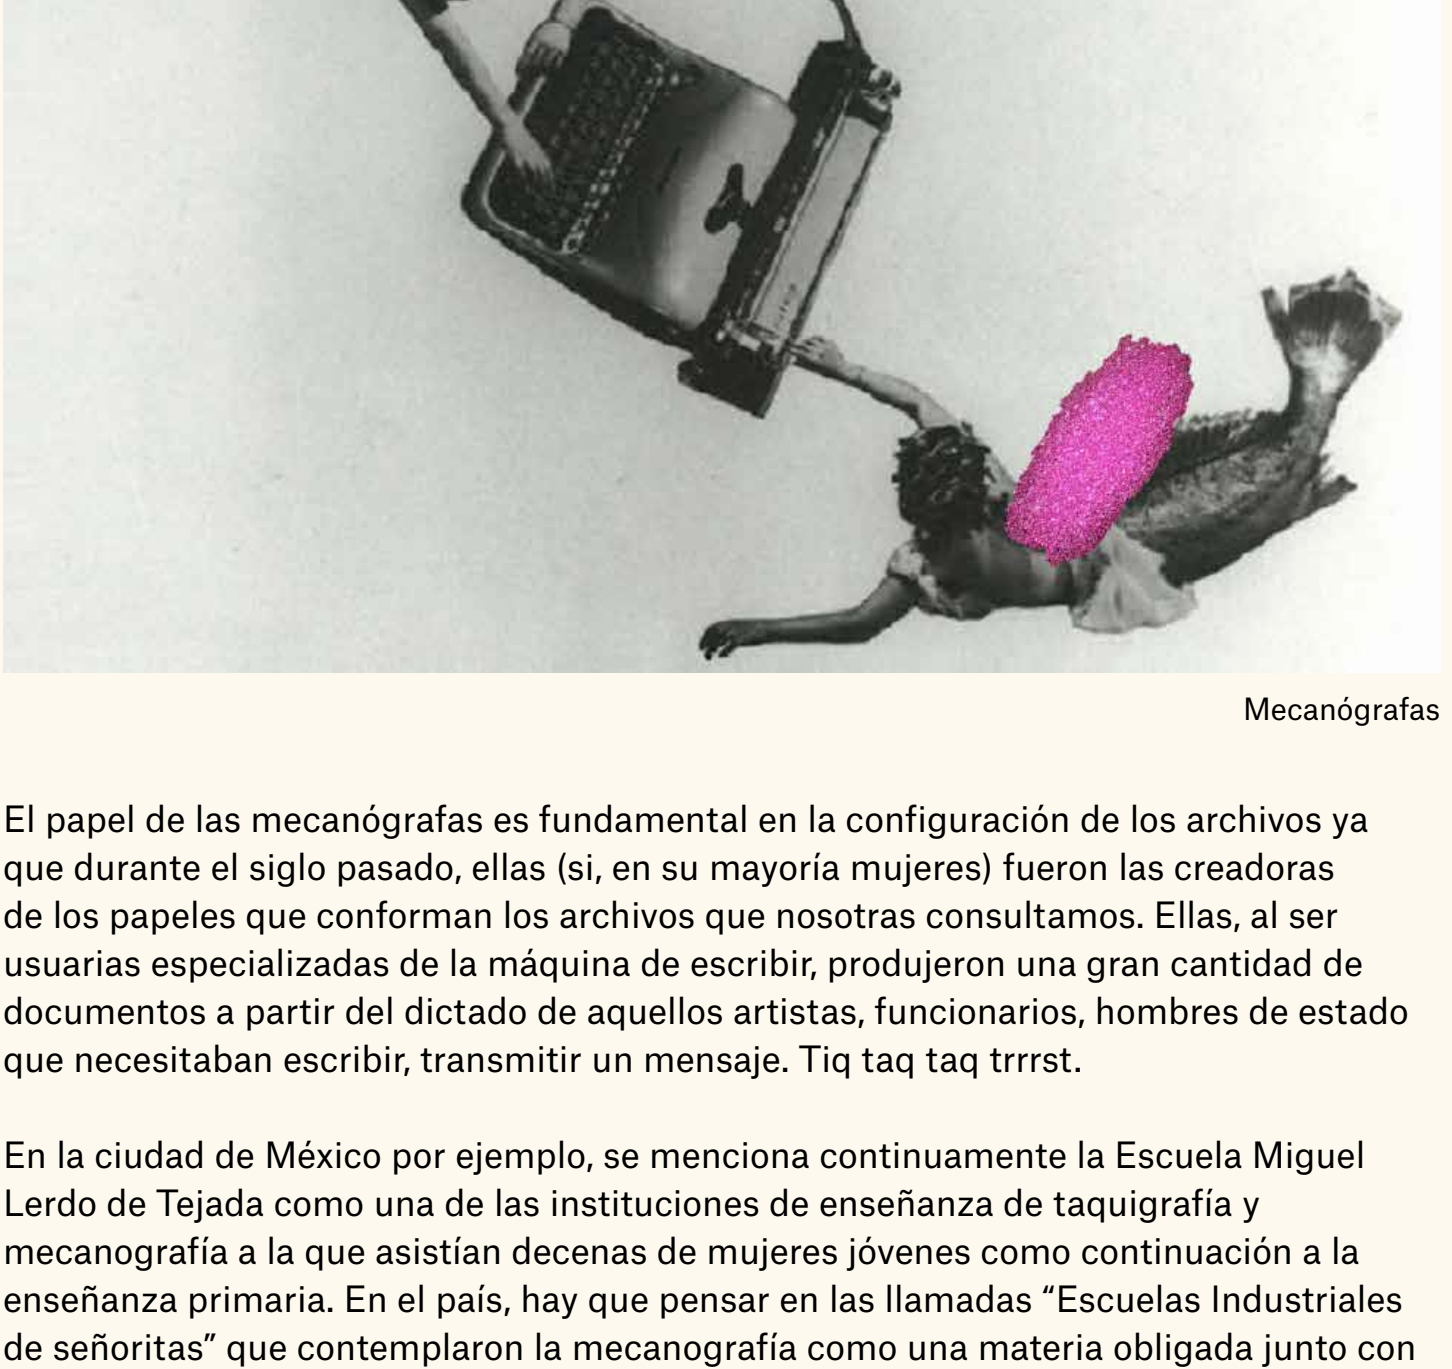 Mecanógrafas
El papel de las mecanógrafas es fundamental en la configuración de los archivos ya
que durante el siglo pasado, ellas (si, en su mayoría mujeres) fueron las creadoras
de los papeles que conforman los archivos que nosotras consultamos. Ellas, al ser
usuarias especializadas de la máquina de escribir, produjeron una gran cantidad de
documentos a partir del dictado de aquellos artistas, funcionarios, hombres de estado
que necesitaban escribir, transmitir un mensaje. Tiq taq taq trrrst.
En la ciudad de México por ejemplo, se menciona continuamente la Escuela Miguel
Lerdo de Tejada como una de las instituciones de enseñanza de taquigrafía y
mecanografía a la que asistían decenas de mujeres jóvenes como continuación a la
enseñanza primaria. En el país, hay que pensar en las llamadas “Escuelas Industriales
de señoritas” que contemplaron la mecanografía como una materia obligada junto con